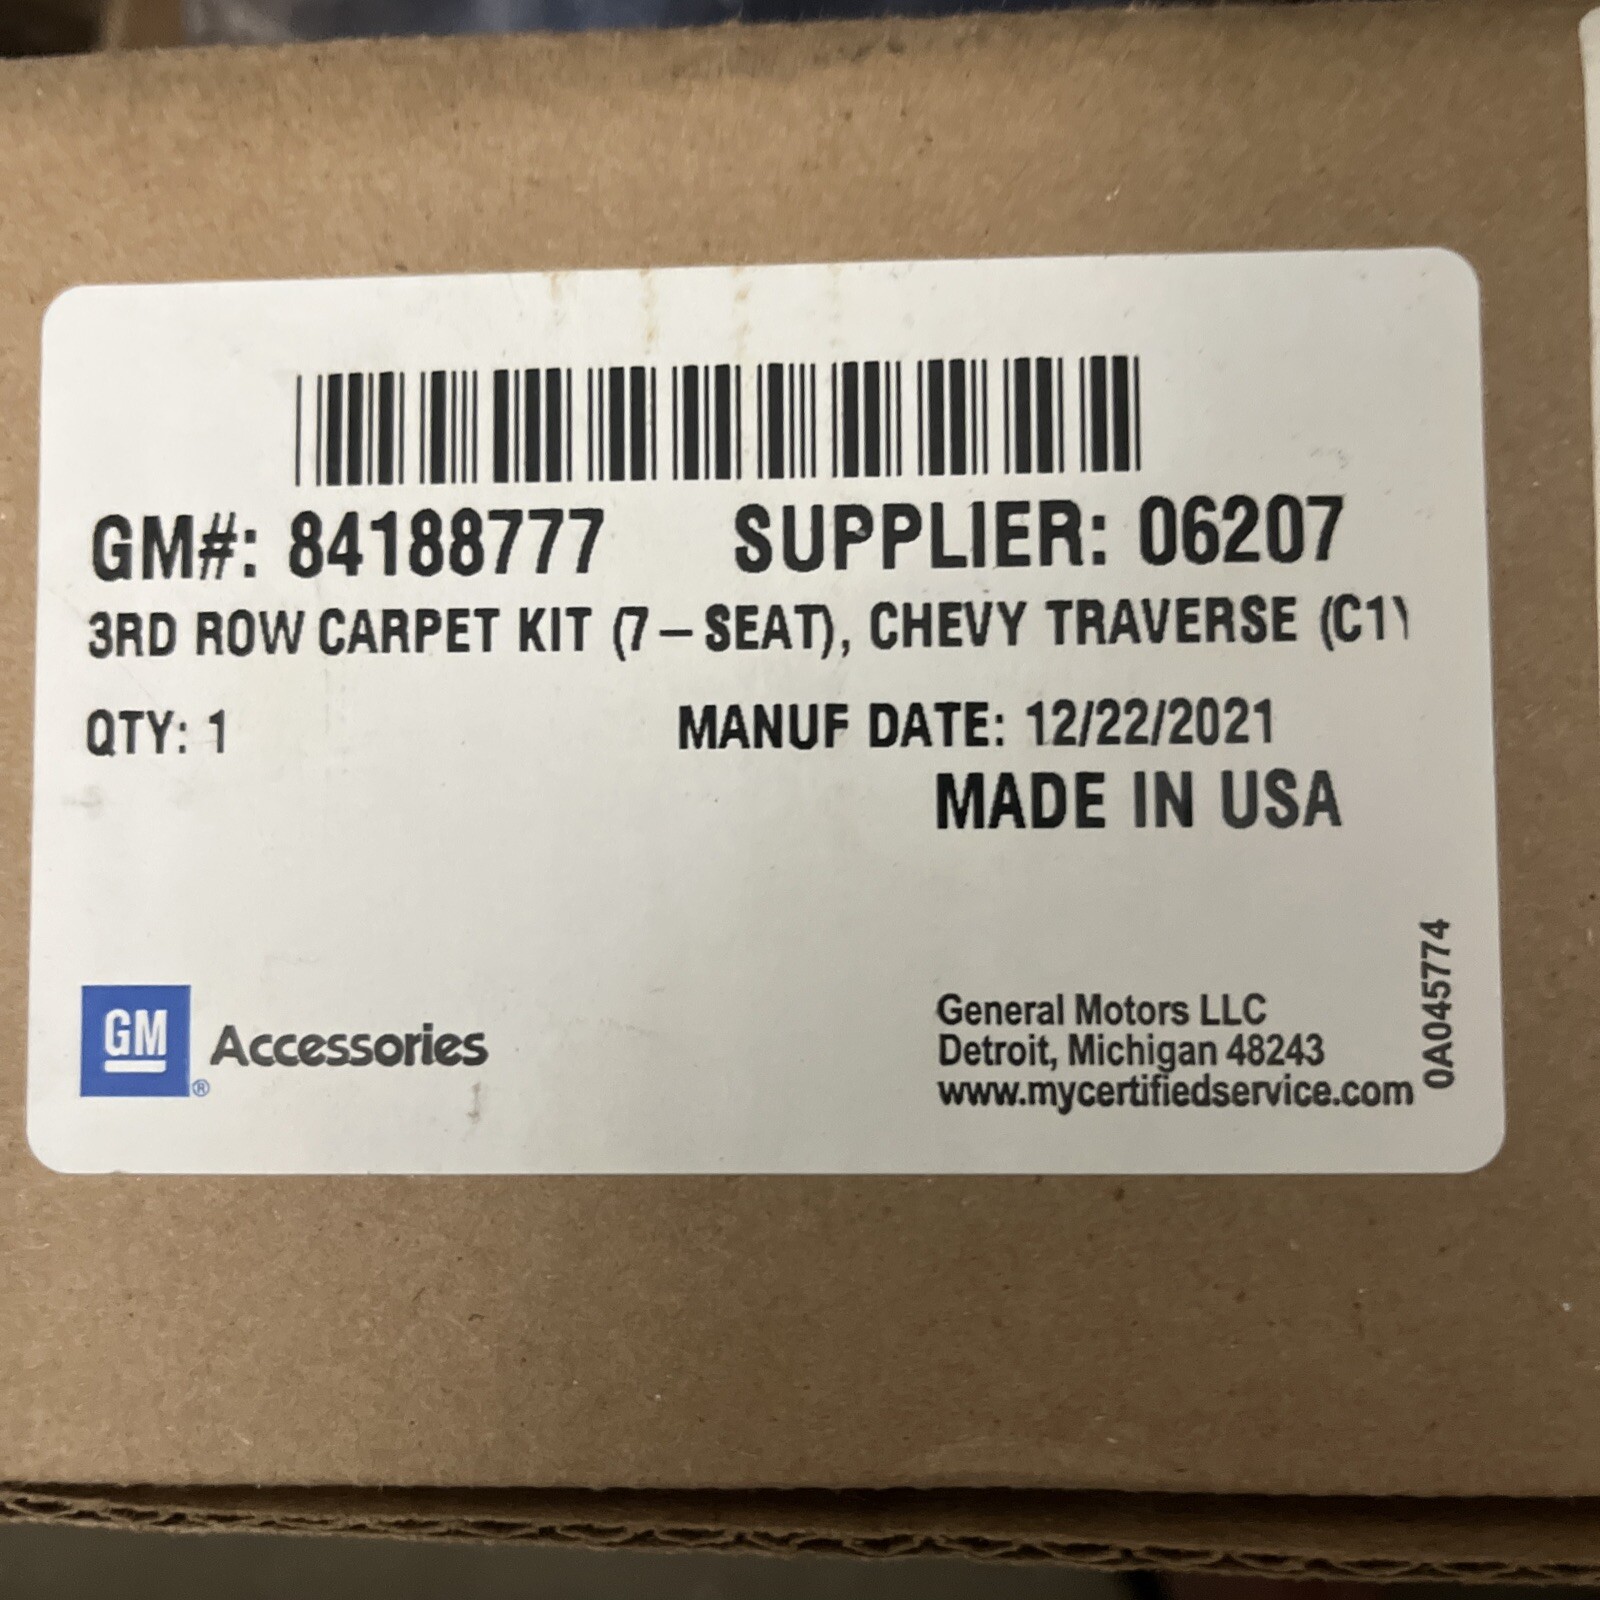 GM#: 84188777 SUPPLIER: 06207
3RD ROW CARPET KIT (7-SEAT), CHEVY TRAVERSE (C1
QTY: 1 MANUF DATE: 12/22/2021
MADE IN USA
GM® Accessories
General Motors LLC
Detroit, Michigan 48243
www.mycertifiedservice.com
0A045774